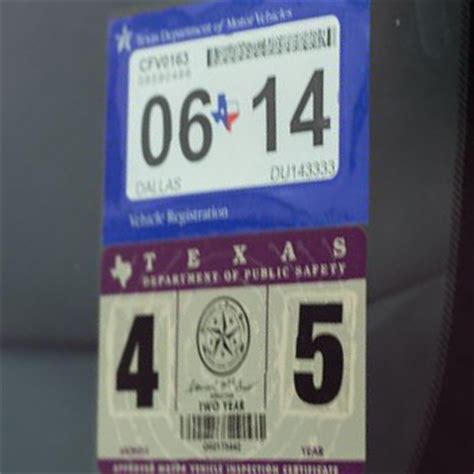 Texas Department of Motor Vehicles
CFV0163
06 14
DALLAS DU143333
Vehicle Registration
TEXAS
DEPARTMENT OF PUBLIC SAFETY
4 5
TWO YEAR
YEAR
APPROVED MOTOR VEHICLE INSPECTION CERTIFICATE